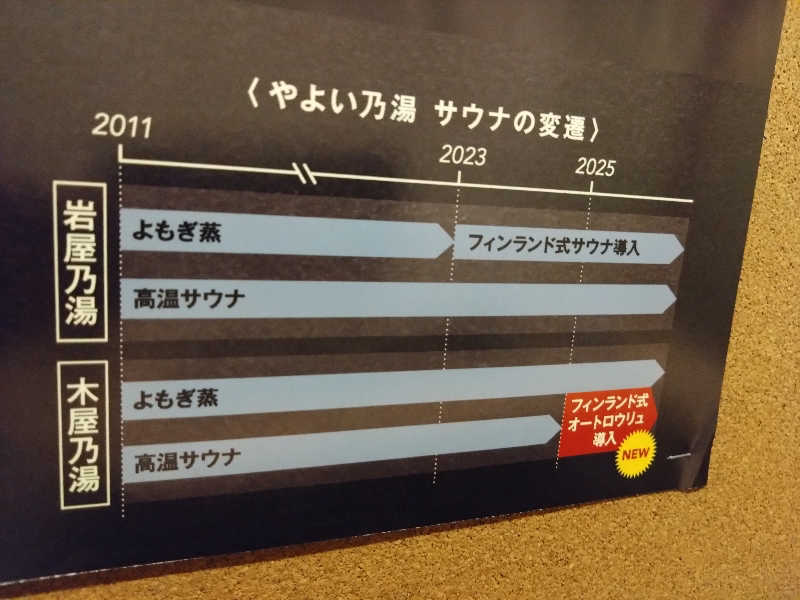 〈やよい乃湯 サウナの変遷〉
2011
2023
2025
岩屋乃湯
よもぎ蒸
フィンランド式サウナ導入
高温サウナ
木屋乃湯
よもぎ蒸
高温サウナ
フィンランド式
オートロウリュ
導入
NEW